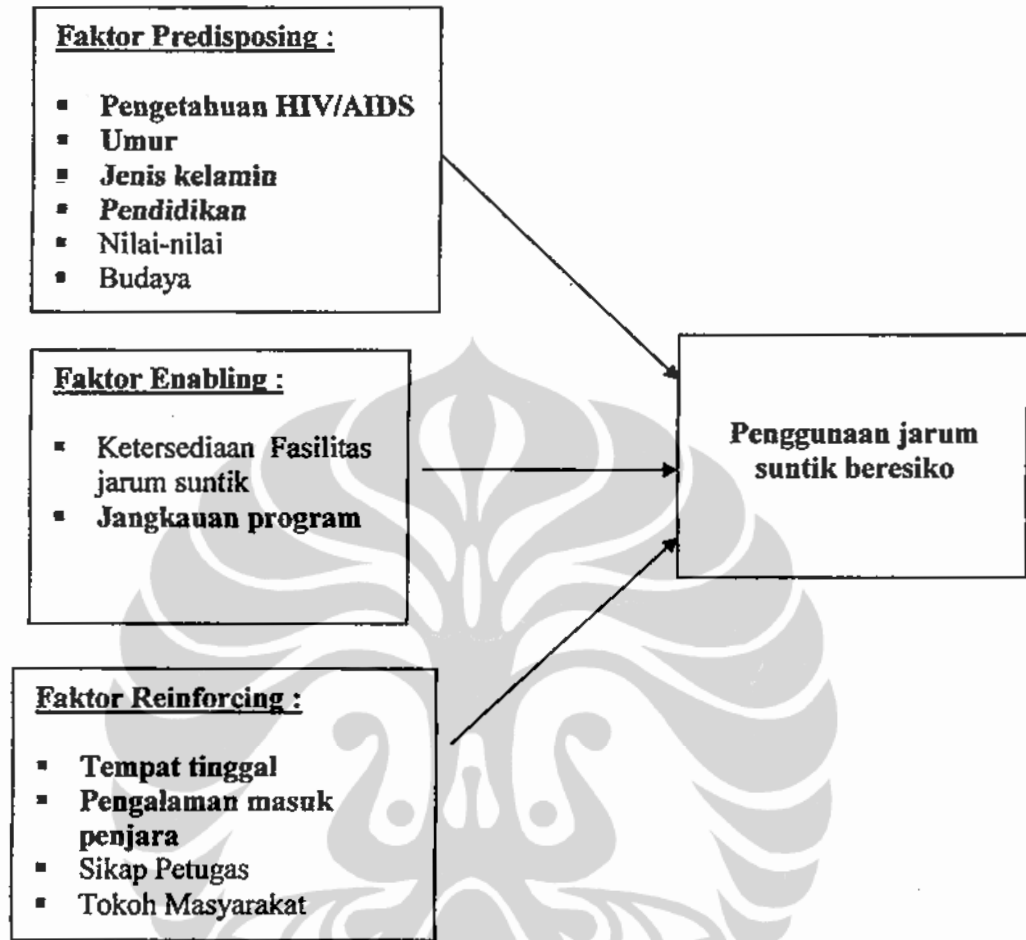 Faktor Predisposing :
▪ Pengetahuan HIV/AIDS
▪ Umur
▪ Jenis kelamin
▪ Pendidikan
▪ Nilai-nilai
▪ Budaya
Faktor Enabling :
▪ Ketersediaan Fasilitas
jarum suntik
▪ Jangkauan program
Faktor Reinforcing :
▪ Tempat tinggal
▪ Pengalaman masuk
penjara
▪ Sikap Petugas
▪ Tokoh Masyarakat
Penggunaan jarum
suntik beresiko